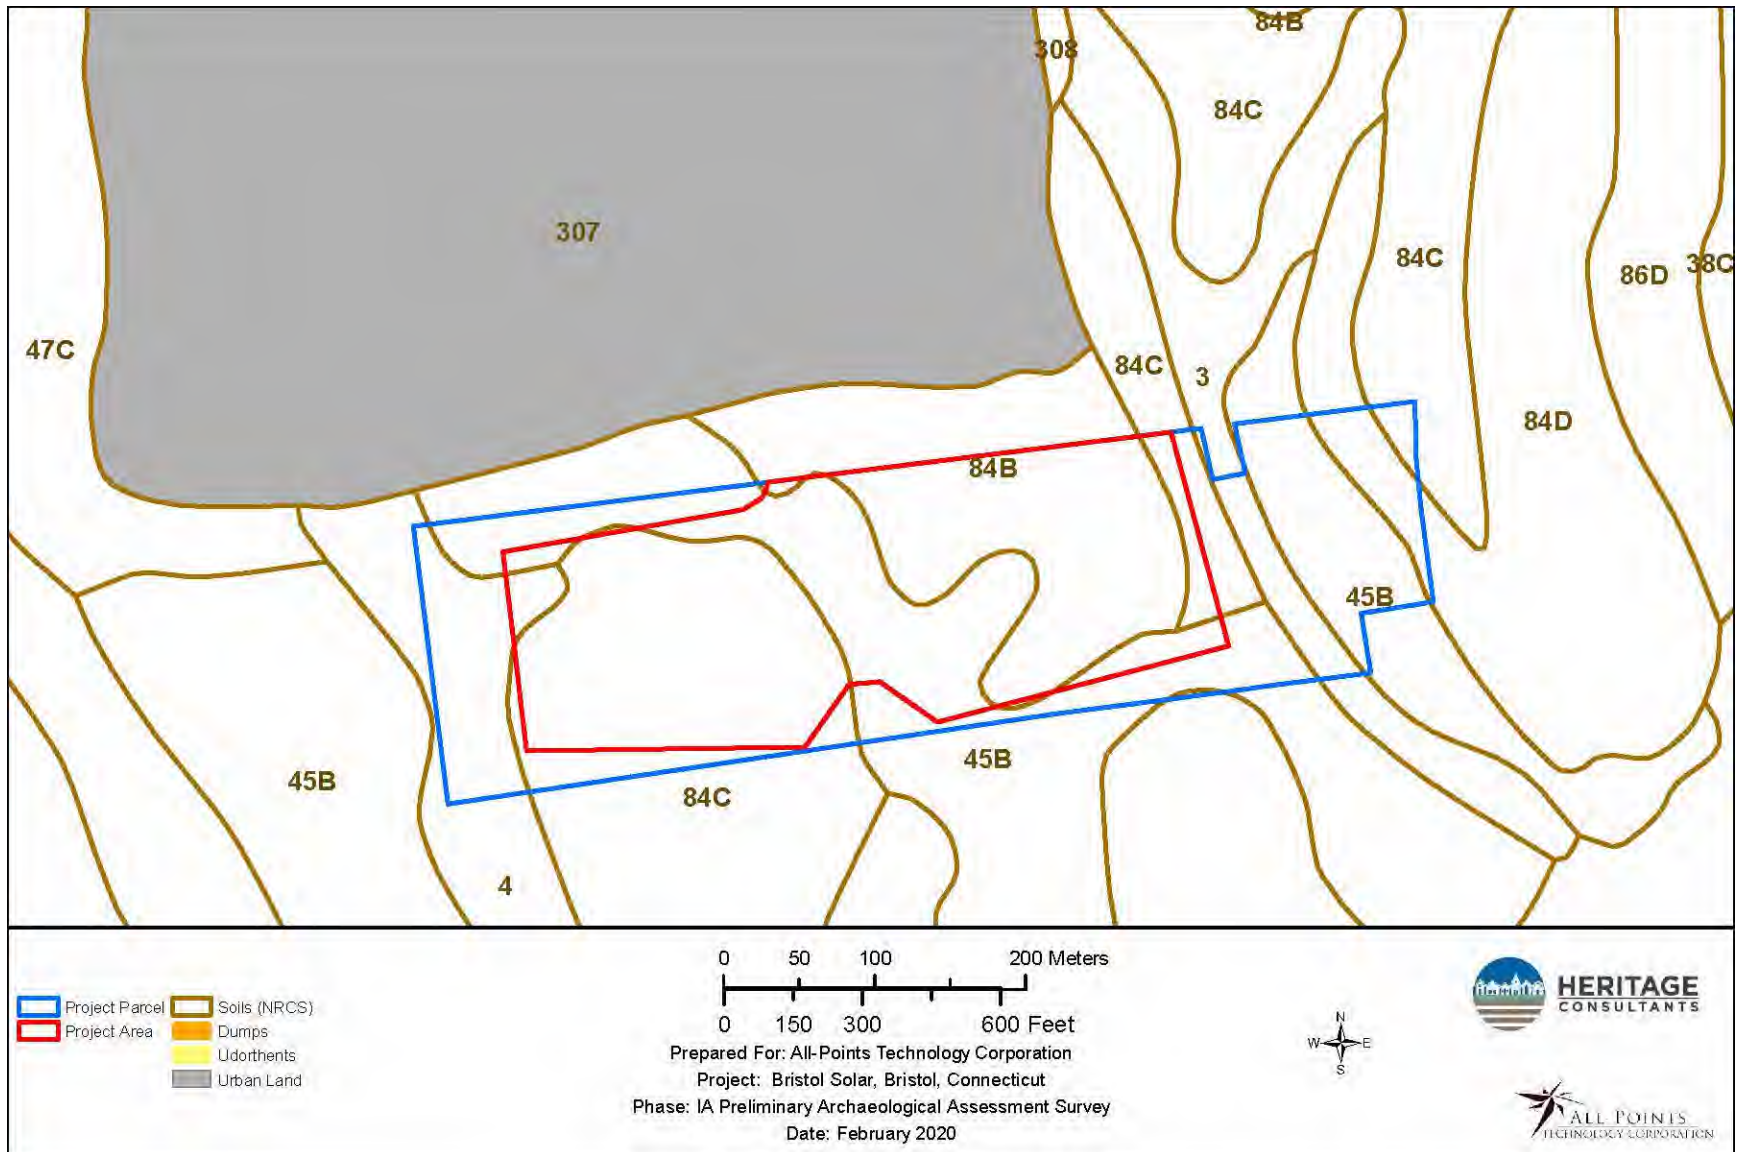 84B
308
84C
307
84C
86D
38C
47C
84C
3
84D
84B
45B
45B
45B
84C
4
0 50 100 200 Meters
0 150 300 600 Feet
Project Parcel
Project Area
Soils (NRCS)
Dumps
Udorthents
Urban Land
Prepared For: All-Points Technology Corporation
Project: Bristol Solar, Bristol, Connecticut
Phase: IA Preliminary Archaeological Assessment Survey
Date: February 2020
N
W E
S
HERITAGE
CONSULTANTS
ALL POINTS
TECHNOLOGY CORPORATION